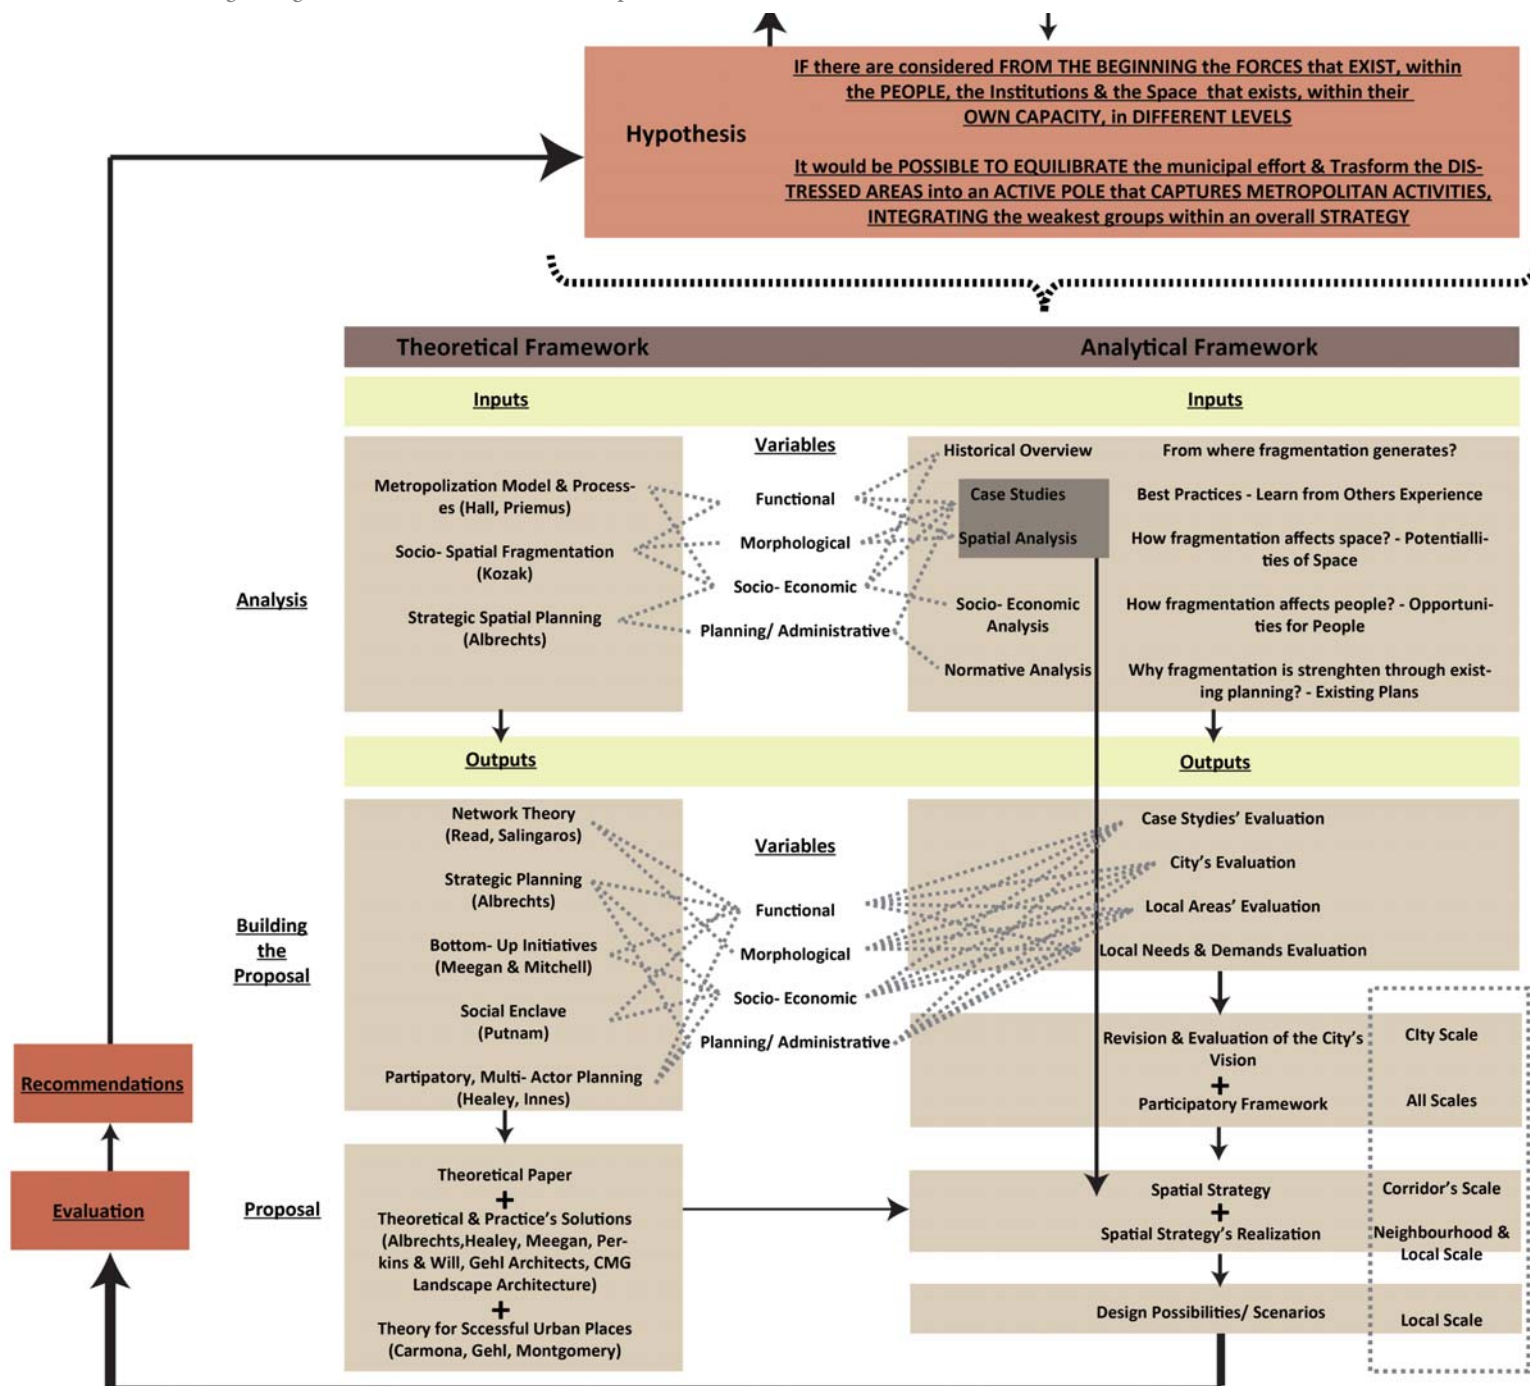 Hypothesis
IF there are considered FROM THE BEGINNING the FORCES that EXIST, within
the PEOPLE, the Institutions & the Space that exists, within their
OWN CAPACITY, in DIFFERENT LEVELS
It would be POSSIBLE TO EQUILIBRATE the municipal effort & Trasform the DIS-
TRESSED AREAS into an ACTIVE POLE that CAPTURES METROPOLITAN ACTIVITIES,
INTEGRATING the weakest groups within an overall STRATEGY
Theoretical Framework
Analytical Framework
Inputs
Inputs
Analysis
Metropolization Model & Process-
es (Hall, Priemus)
Socio- Spatial Fragmentation
(Kozak)
Strategic Spatial Planning
(Albrechts)
Variables
Functional
Morphological
Socio- Economic
Planning/ Administrative
Historical Overview
From where fragmentation generates?
Case Studies
Best Practices - Learn from Others Experience
Spatial Analysis
How fragmentation affects space? - Potentialli-
ties of Space
Socio- Economic
Analysis
How fragmentation affects people? - Opportuni-
ties for People
Normative Analysis
Why fragmentation is strenghten through exist-
ing planning? - Existing Plans
Outputs
Outputs
Building
the
Proposal
Network Theory
(Read, Salingaros)
Strategic Planning
(Albrechts)
Bottom- Up Initiatives
(Meegan & Mitchell)
Social Enclave
(Putnam)
Partipatory, Multi- Actor Planning
(Healey, Innes)
Variables
Functional
Morphological
Socio- Economic
Planning/ Administrative
Case Stydies' Evaluation
City's Evaluation
Local Areas' Evaluation
Local Needs & Demands Evaluation
Revision & Evaluation of the City's
Vision
+
Participatory Framework
CIty Scale
All Scales
Recommendations
Evaluation
Proposal
Theoretical Paper
+
Theoretical & Practice's Solutions
(Albrechts,Healey, Meegan, Per-
kins & Will, Gehl Architects, CMG
Landscape Architecture)
+
Theory for Sccessful Urban Places
(Carmona, Gehl, Montgomery)
Spatial Strategy
+
Spatial Strategy's Realization
Corridor's Scale
Neighbourhood &
Local Scale
Design Possibilities/ Scenarios
Local Scale